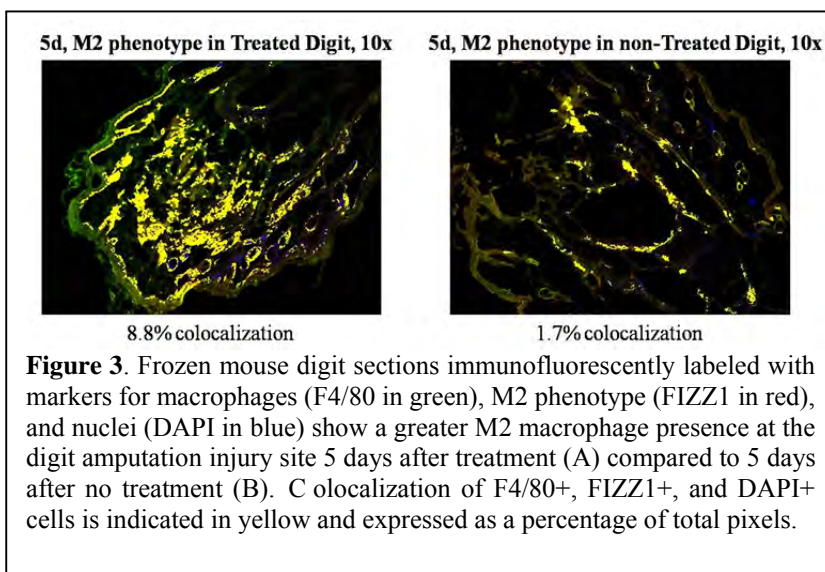 5d, M2 phenotype in Treated Digit, 10x
5d, M2 phenotype in non-Treated Digit, 10x
8.8% colocalization
1.7% colocalization
Figure 3. Frozen mouse digit sections immunofluorescently labeled with
markers for macrophages (F4/80 in green), M2 phenotype (FIZZ1 in red),
and nuclei (DAPI in blue) show a greater M2 macrophage presence at the
digit amputation injury site 5 days after treatment (A) compared to 5 days
after no treatment (B). C olocalization of F4/80+, FIZZ1+, and DAPI+
cells is indicated in yellow and expressed as a percentage of total pixels.